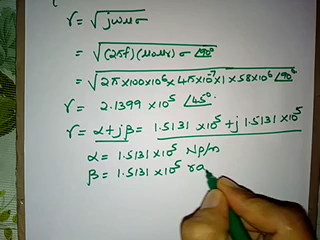 γ = √jωμσ
= √(2πf)(μ₀μᵣ) σ ∠90°
= √2π×100×10⁶ × 4π×10⁻⁷ × 1 × 58×10⁶ ∠90°
γ = 2.1399 × 10⁵ ∠45°
γ = α+jβ = 1.5131 × 10⁵ + j 1.5131 × 10⁵
α = 1.5131 × 10⁵ Np/m
β = 1.5131 × 10⁵ ra